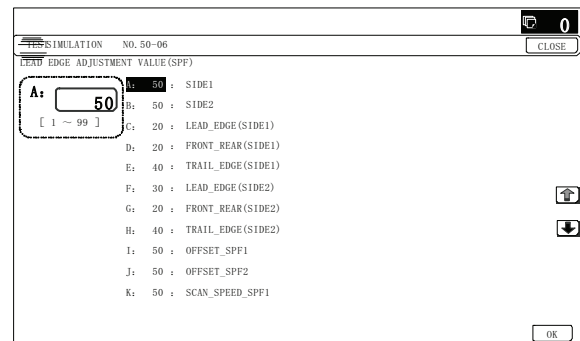 0
TEST SIMULATION NO.50-06
CLOSE
LEAD EDGE ADJUSTMENT VALUE(SPF)
A: 50
[ 1 ~ 99 ]
A: 50 : SIDE1
B: 50 : SIDE2
C: 20 : LEAD_EDGE(SIDE1)
D: 20 : FRONT_REAR(SIDE1)
E: 40 : TRAIL_EDGE(SIDE1)
F: 30 : LEAD_EDGE(SIDE2)
G: 20 : FRONT_REAR(SIDE2)
H: 40 : TRAIL_EDGE(SIDE2)
I: 50 : OFFSET_SPF1
J: 50 : OFFSET_SPF2
K: 50 : SCAN_SPEED_SPF1
OK